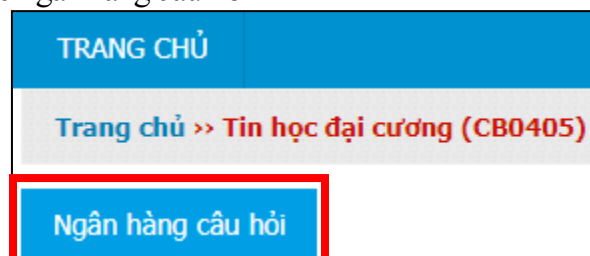 TRANG CHỦ
Trang chủ ›› Tin học đại cương (CB0405)
Ngân hàng câu hỏi